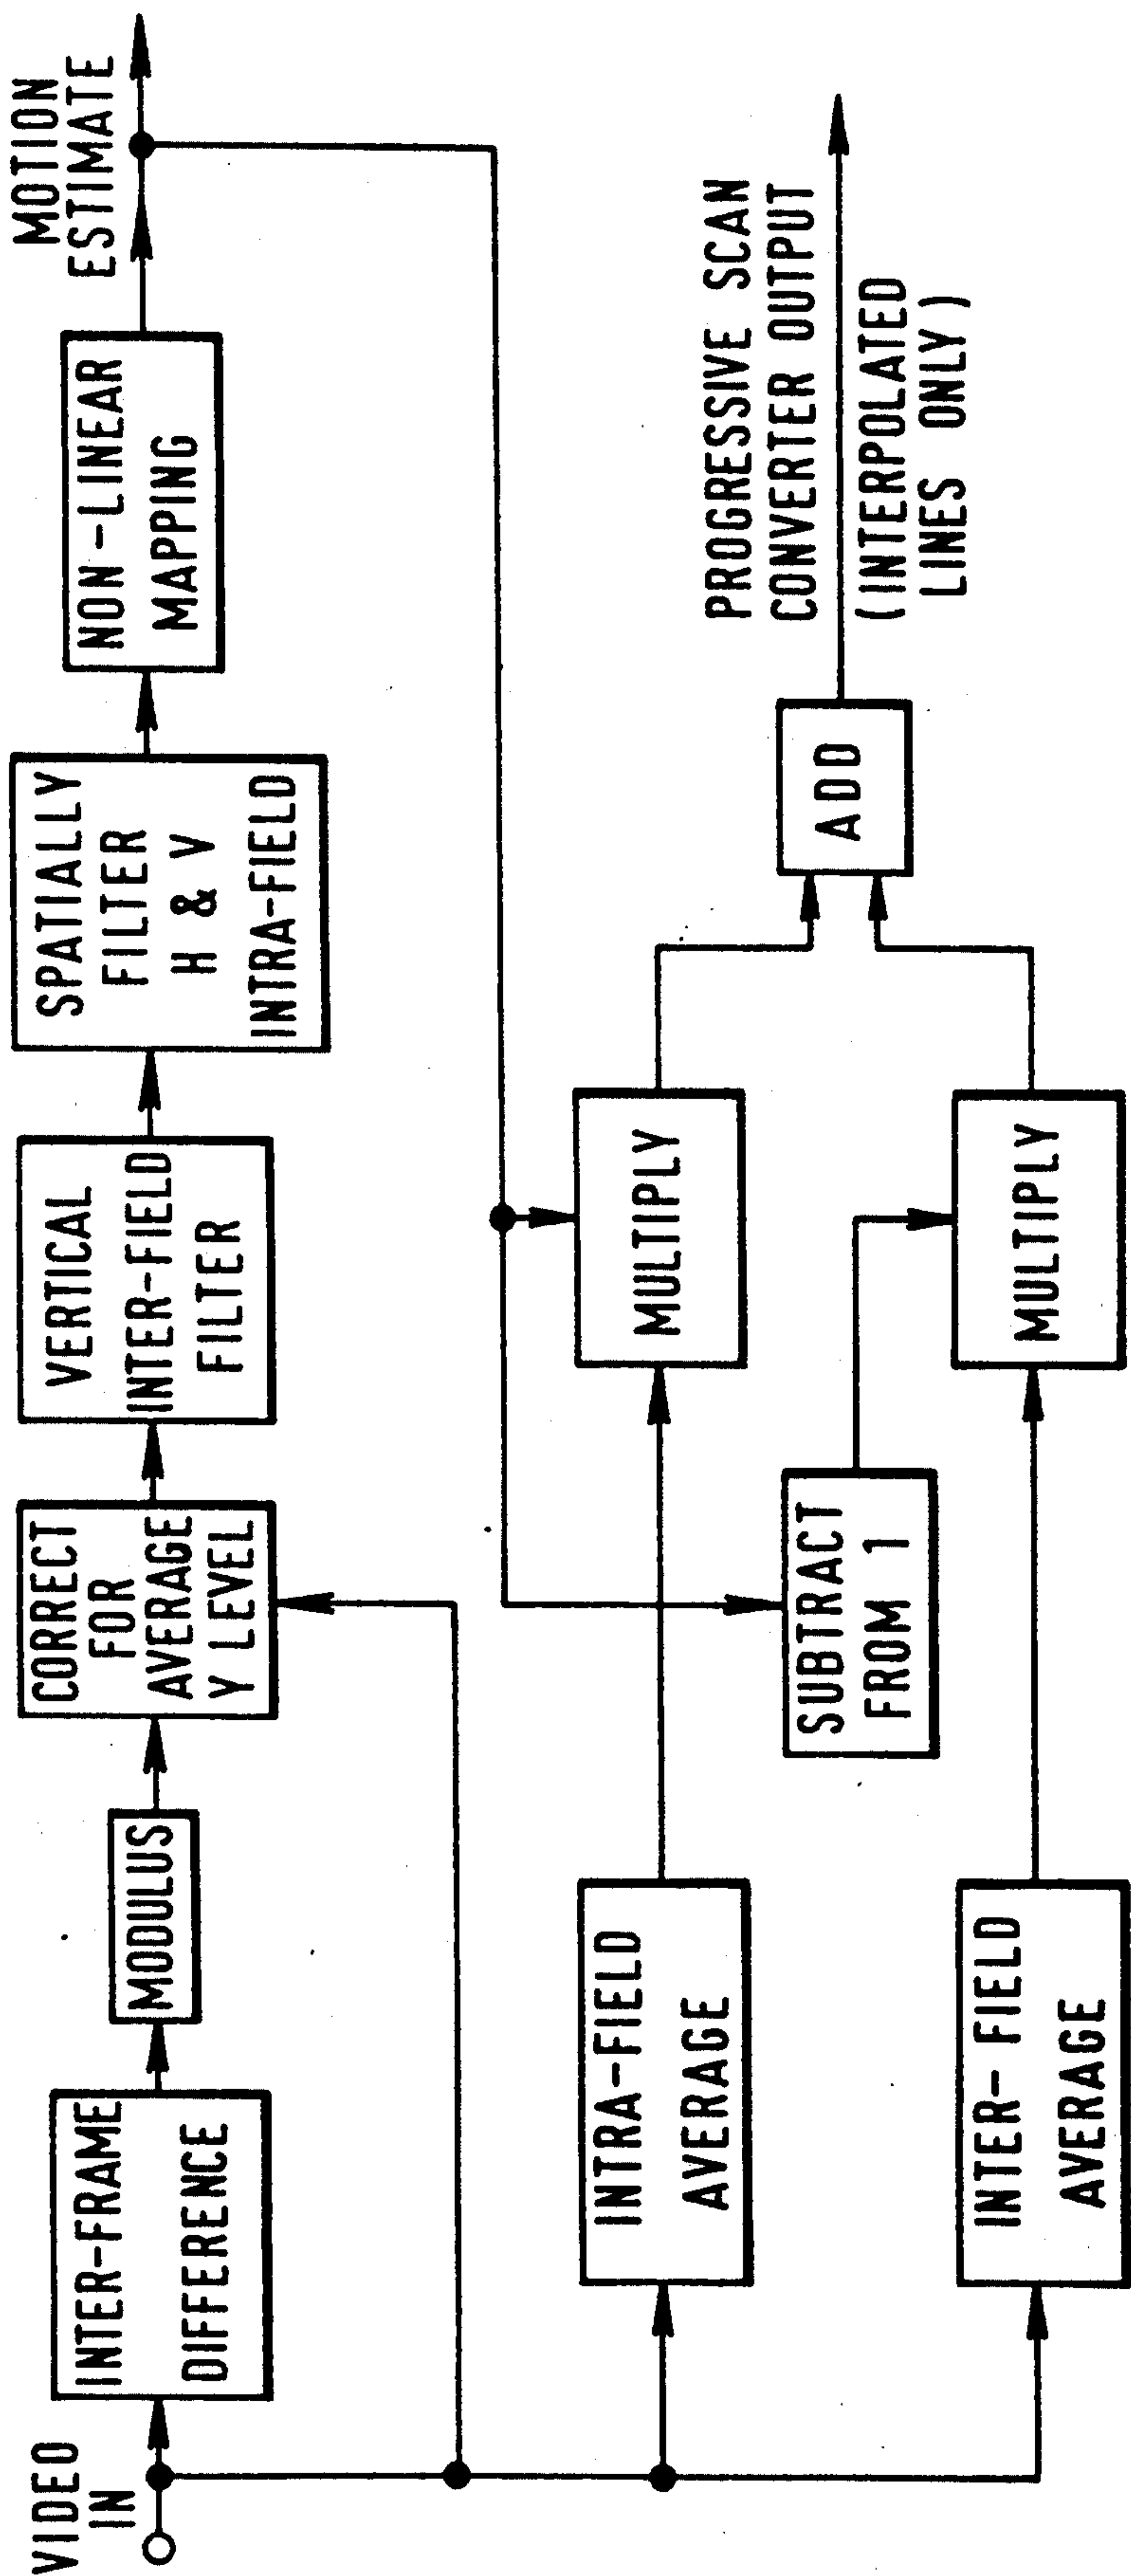 VIDEO
IN
INTER-FRAME
DIFFERENCE
MODULUS
CORRECT
FOR
AVERAGE
Y LEVEL
VERTICAL
INTER-FIELD
FILTER
SPATIALLY
FILTER
H & V
INTRA-FIELD
NON-LINEAR
MAPPING
MOTION
ESTIMATE
INTRA-FIELD
AVERAGE
MULTIPLY
SUBTRACT
FROM 1
INTER-FIELD
AVERAGE
MULTIPLY
ADD
PROGRESSIVE SCAN
CONVERTER OUTPUT
(INTERPOLATED
LINES ONLY)